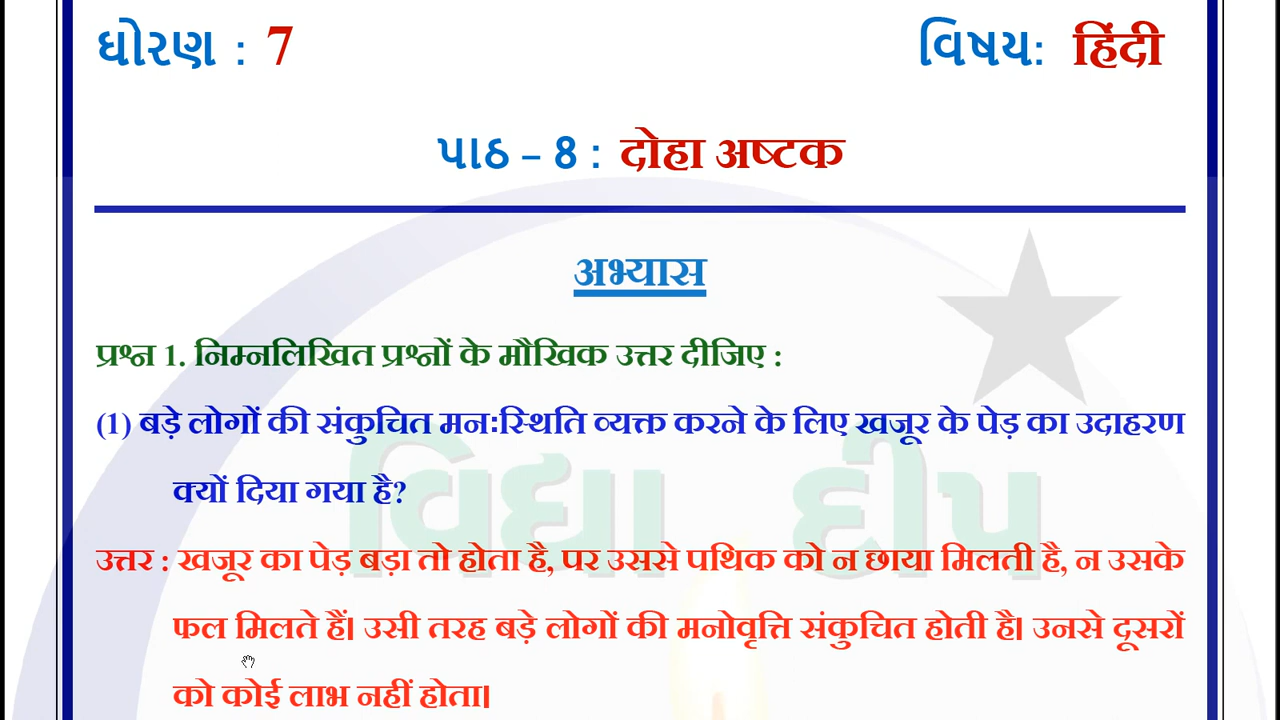 ધોરણ : 7 વિષય: हिंदी
પાઠ – 8 : दोहा अष्टक
अभ्यास
प्रश्न 1. निम्नलिखित प्रश्नों के मौखिक उत्तर दीजिए :
(1) बड़े लोगों की संकुचित मनःस्थिति व्यक्त करने के लिए खजूर के पेड़ का उदाहरण
क्यों दिया गया है?
उत्तर : खजूर का पेड़ बड़ा तो होता है, पर उससे पथिक को न छाया मिलती है, न उसके
फल मिलते हैं। उसी तरह बड़े लोगों की मनोवृत्ति संकुचित होती है। उनसे दूसरों
को कोई लाभ नहीं होता।
વિદ્યા દીપ